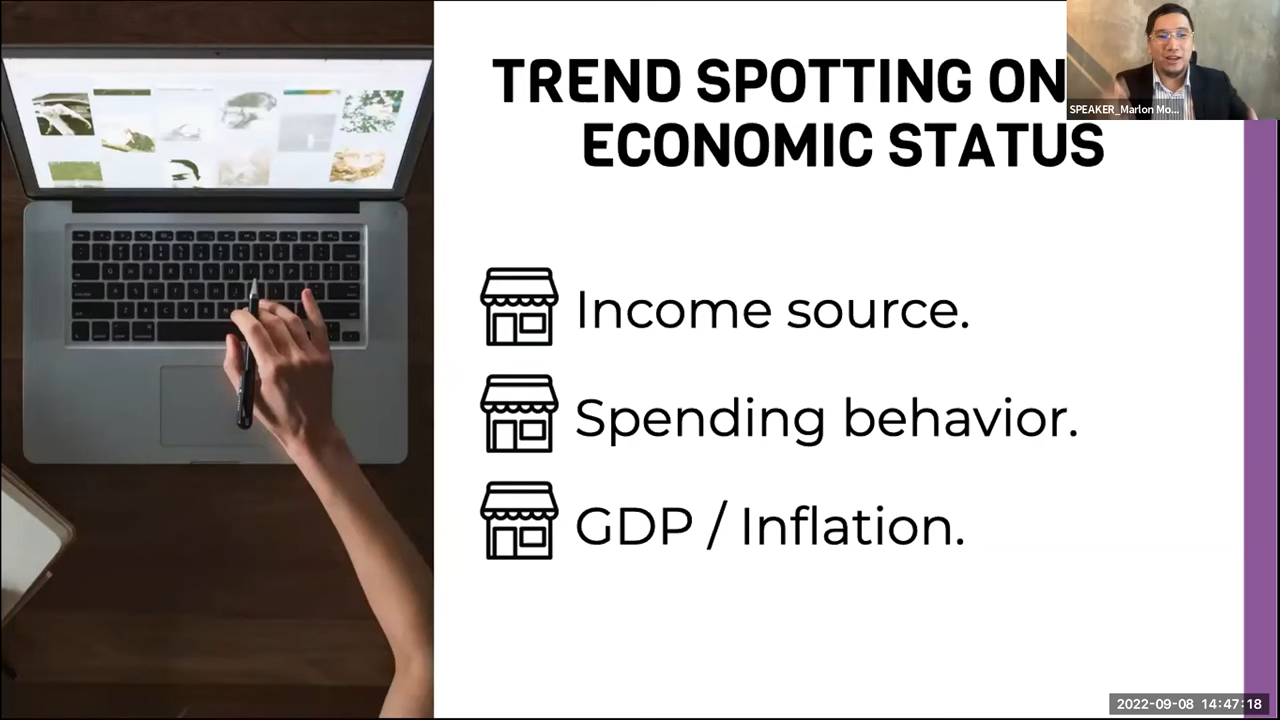 TREND SPOTTING ON
ECONOMIC STATUS
SPEAKER_Marlon Mo...
Income source.
Spending behavior.
GDP / Inflation.
2022-09-08 14:47:18